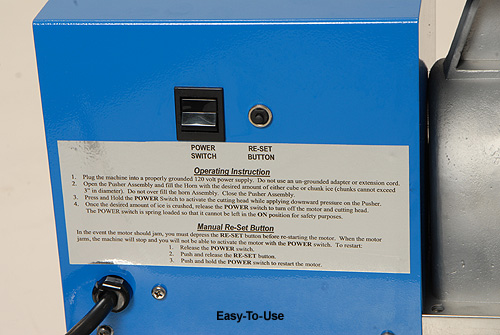 POWER RE-SET
SWITCH BUTTON
Operating Instruction
1. Plug the machine into a properly grounded 120 volt power supply. Do not use an un-grounded adapter or extension cord.
2. Open the Pusher Assembly and fill the Horn with the desired amount of either cube or chunk ice (chunks cannot exceed
3" in diameter). Do not over fill the horn Assembly. Close the Pusher Assembly
3. Press and Hold the POWER Switch to activate the cutting head while applying downward pressure on the Pusher.
4. Once the desired amount of ice is crushed, release the POWER switch to turn off the motor and cutting head.
The POWER switch is spring loaded so that it cannot be left in the ON position for safety purposes.
Manual Re-Set Button
In the event the motor should jam, you must depress the RE-SET button before re-starting the motor. When the motor
jams, the machine will stop and you will not be able to activate the motor with the POWER switch. To restart:
1. Release the POWER switch.
2. Push and release the RE-SET button.
3. Push and hold the POWER switch to restart the motor.
Easy-To-Use